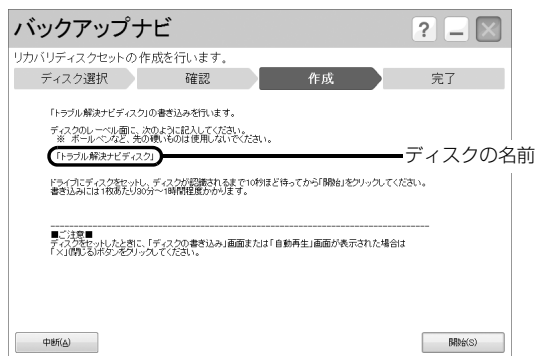 バックアップナビ
? －
リカバリディスクセットの作成を行います。
ディスク選択 確認 作成 完了
「トラブル解決ナビディスク」の書き込みを行います。
ディスクのレーベル面に、次のように記入してください。
※ ボールペンなど、先の硬いものは使用しないでください。
「トラブル解決ナビディスク」
ディスクの名前
ドライブにディスクをセットし、ディスクが認識されるまで10秒ほど待ってから「開始」をクリックしてください。
書き込みには1枚あたり30分～1時間程度かかります。
■ご注意■
ディスクをセットしたときに、「ディスクの書き込み」画面または「自動再生」画面が表示された場合は
「×」(閉じる)ボタンをクリックしてください。
中断(A) 開始(S)